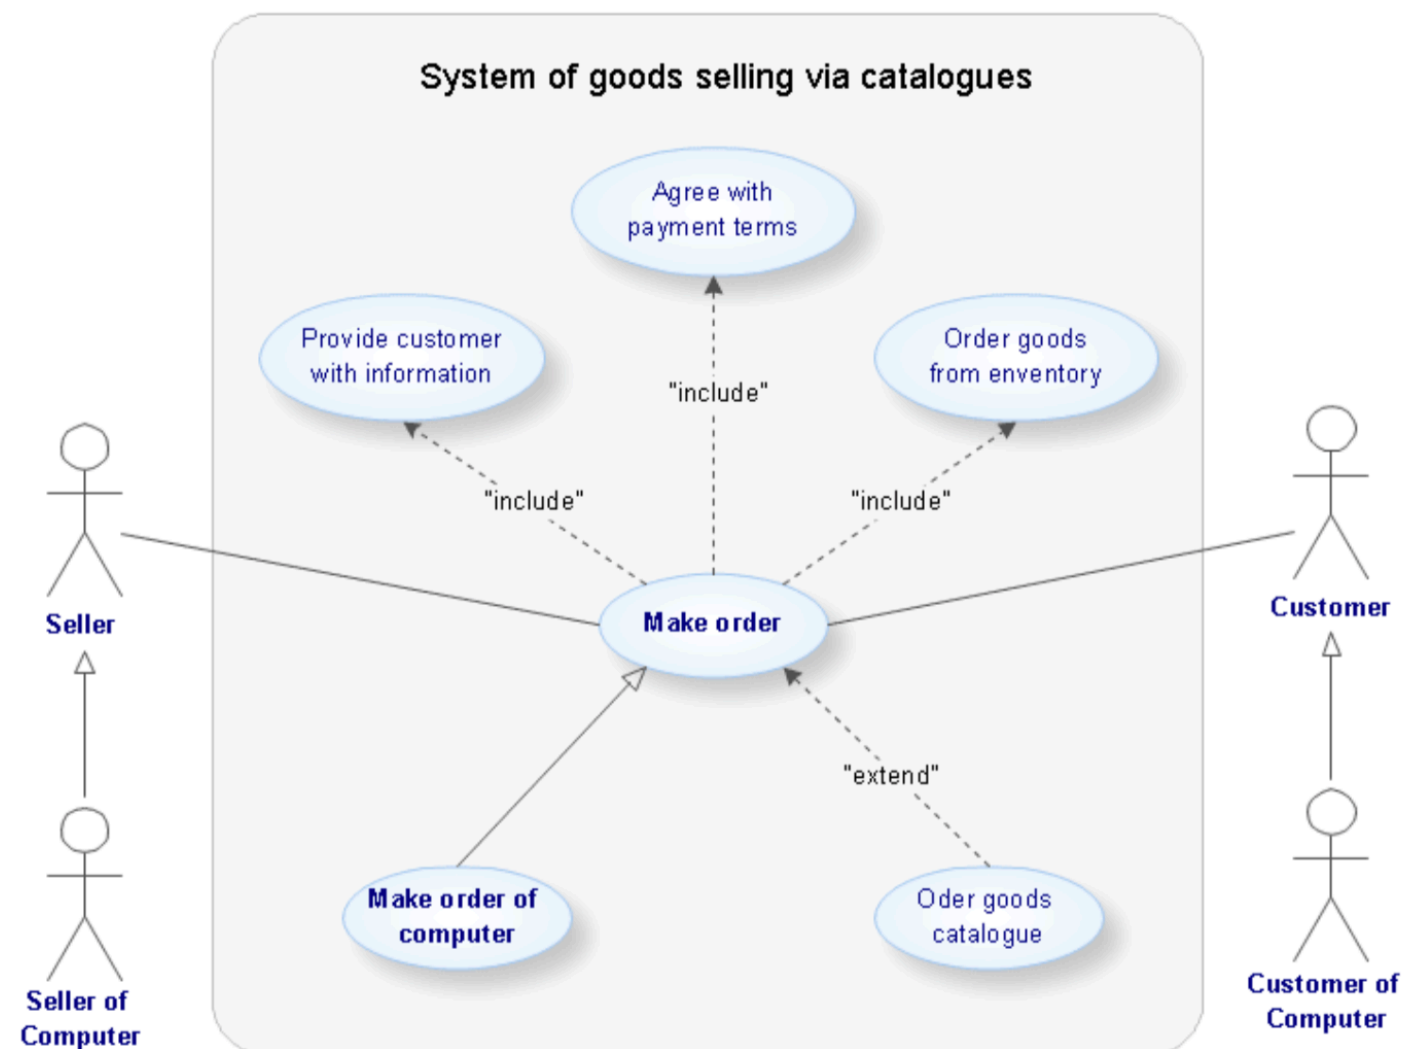 System of goods selling via catalogues
Agree with
payment terms
Provide customer
with information
Order goods
from enventory
"include"
"include"
"include"
Seller
Make order
Customer
"extend"
Make order of
computer
Oder goods
catalogue
Seller of
Computer
Customer of
Computer